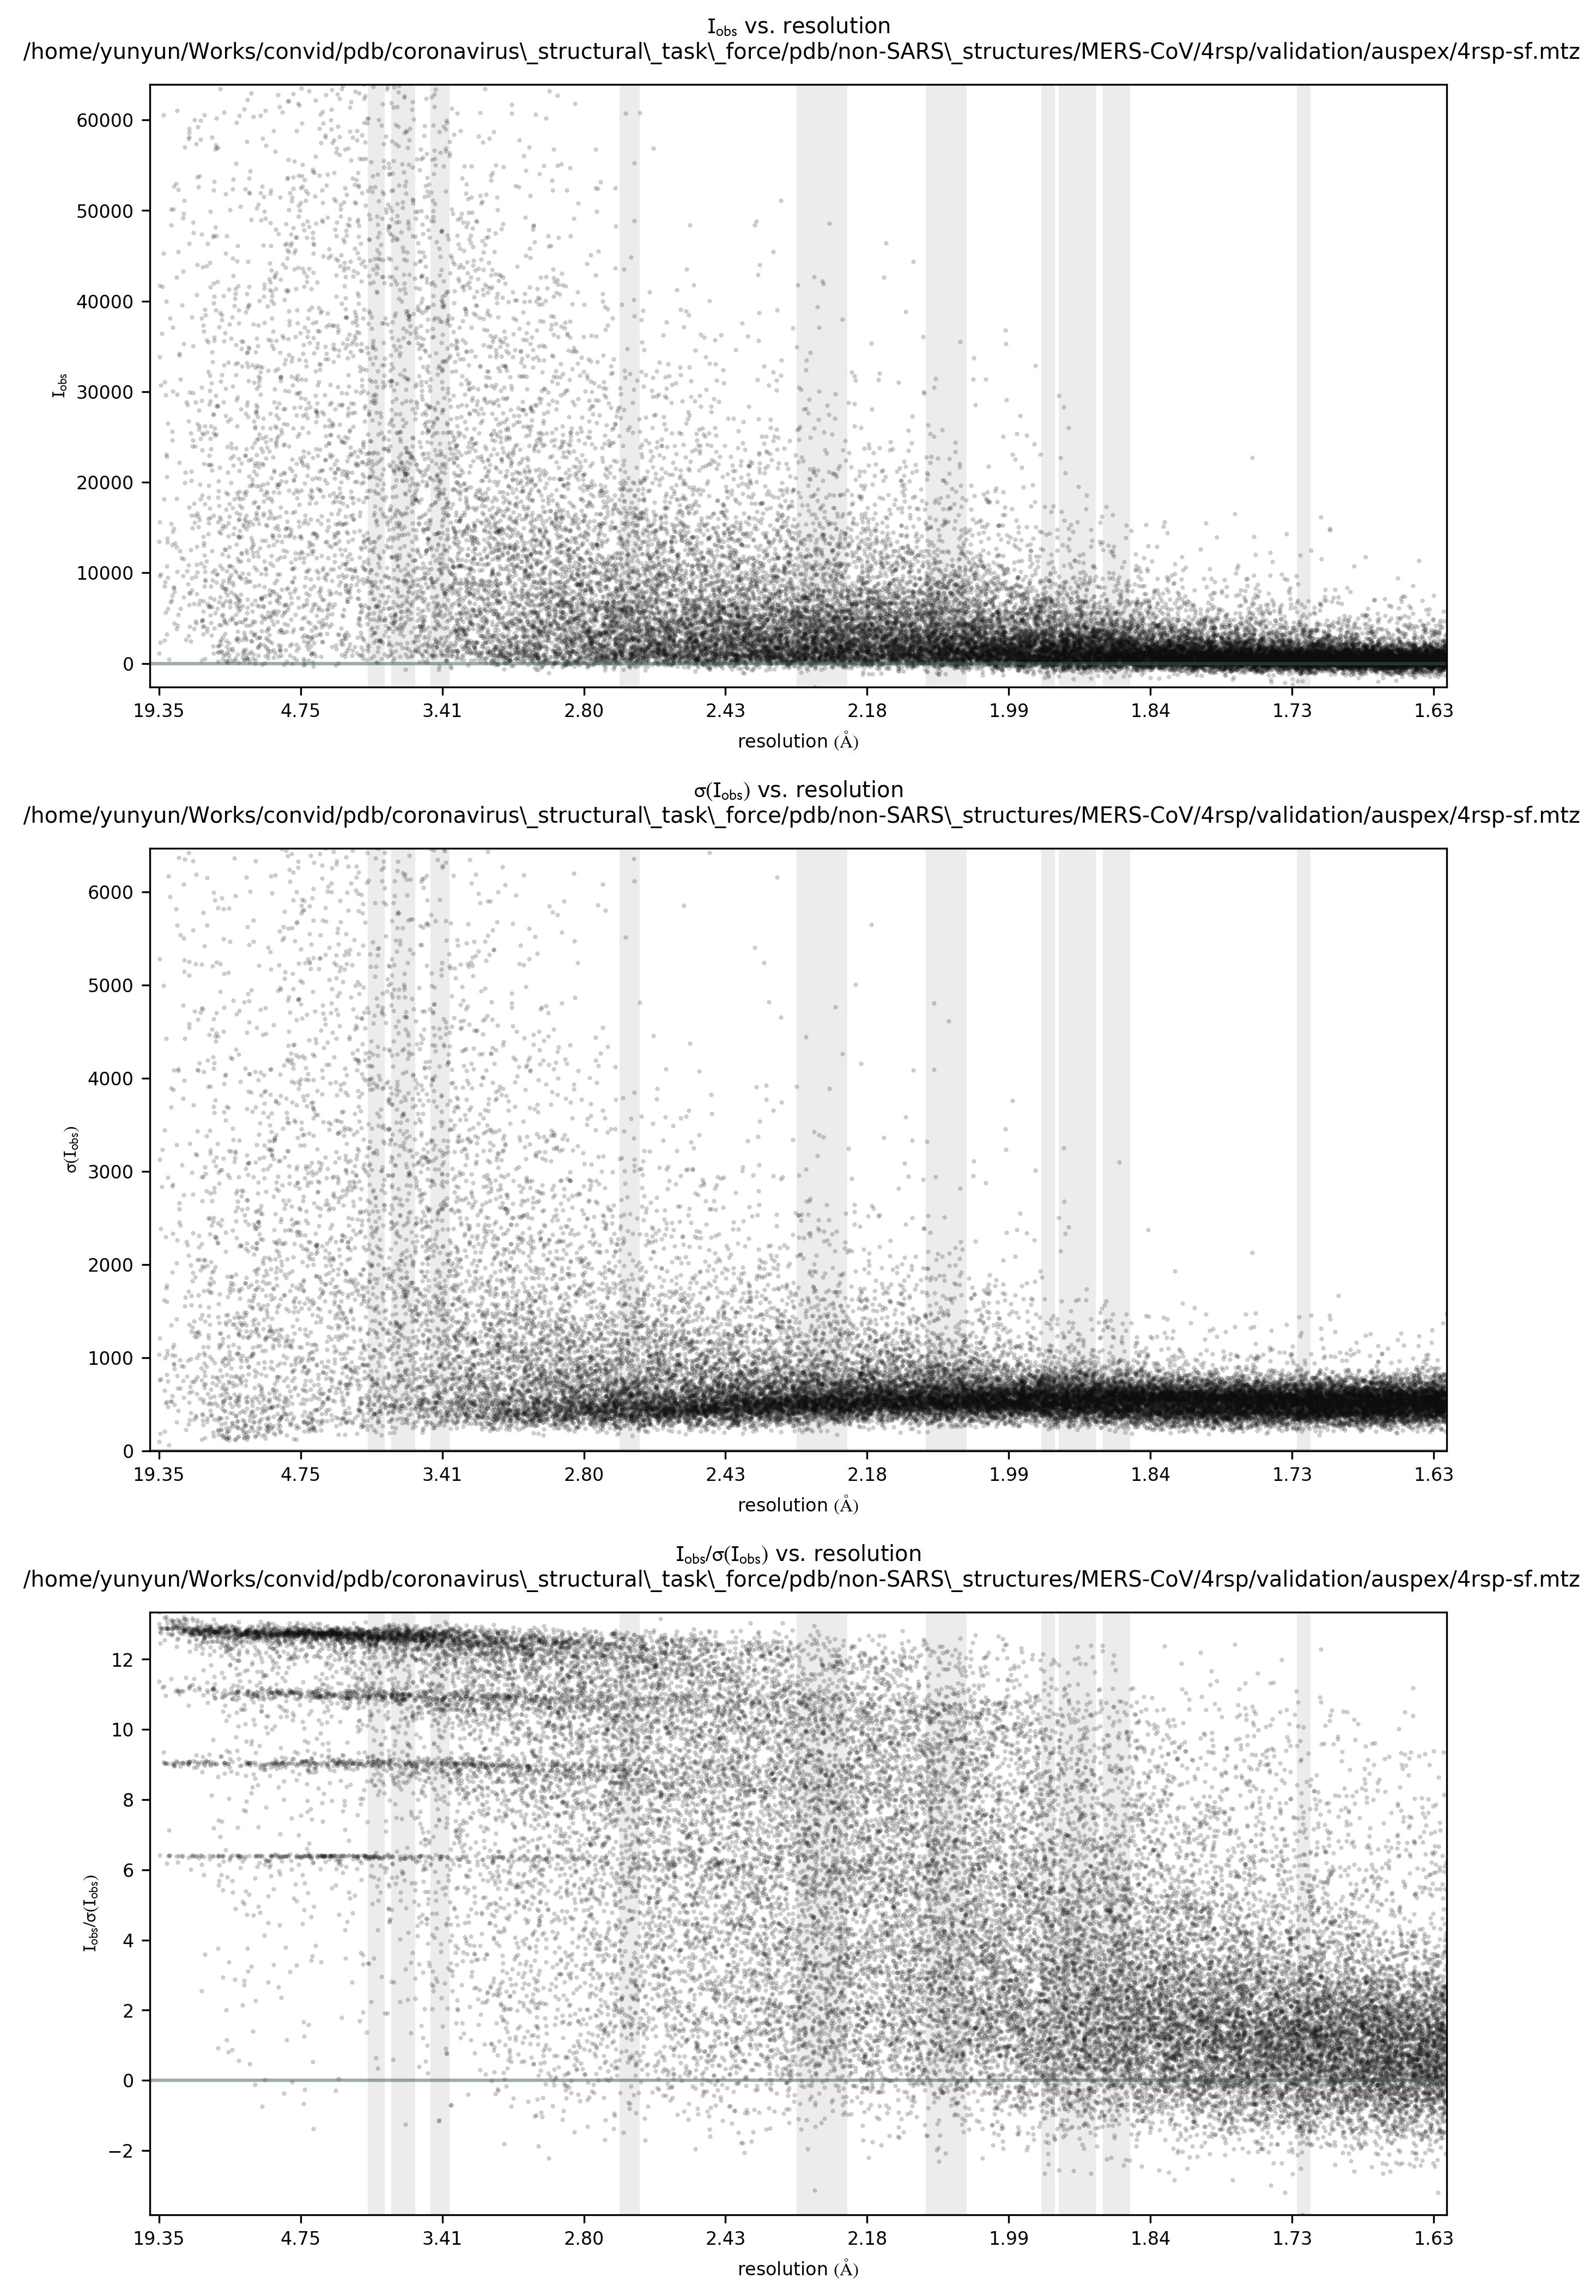 Iobs vs. resolution
/home/yunyun/Works/convid/pdb/coronavirus\_structural\_task\_force/pdb/non-SARS\_structures/MERS-CoV/4rsp/validation/auspex/4rsp-sf.mtz
60000
50000
40000
30000
20000
10000
0
Iobs
19.35 4.75 3.41 2.80 2.43 2.18 1.99 1.84 1.73 1.63
resolution (Å)
σ(Iobs) vs. resolution
/home/yunyun/Works/convid/pdb/coronavirus\_structural\_task\_force/pdb/non-SARS\_structures/MERS-CoV/4rsp/validation/auspex/4rsp-sf.mtz
6000
5000
4000
3000
2000
1000
0
σ(Iobs)
19.35 4.75 3.41 2.80 2.43 2.18 1.99 1.84 1.73 1.63
resolution (Å)
Iobs/σ(Iobs) vs. resolution
/home/yunyun/Works/convid/pdb/coronavirus\_structural\_task\_force/pdb/non-SARS\_structures/MERS-CoV/4rsp/validation/auspex/4rsp-sf.mtz
12
10
8
6
4
2
0
−2
Iobs/σ(Iobs)
19.35 4.75 3.41 2.80 2.43 2.18 1.99 1.84 1.73 1.63
resolution (Å)